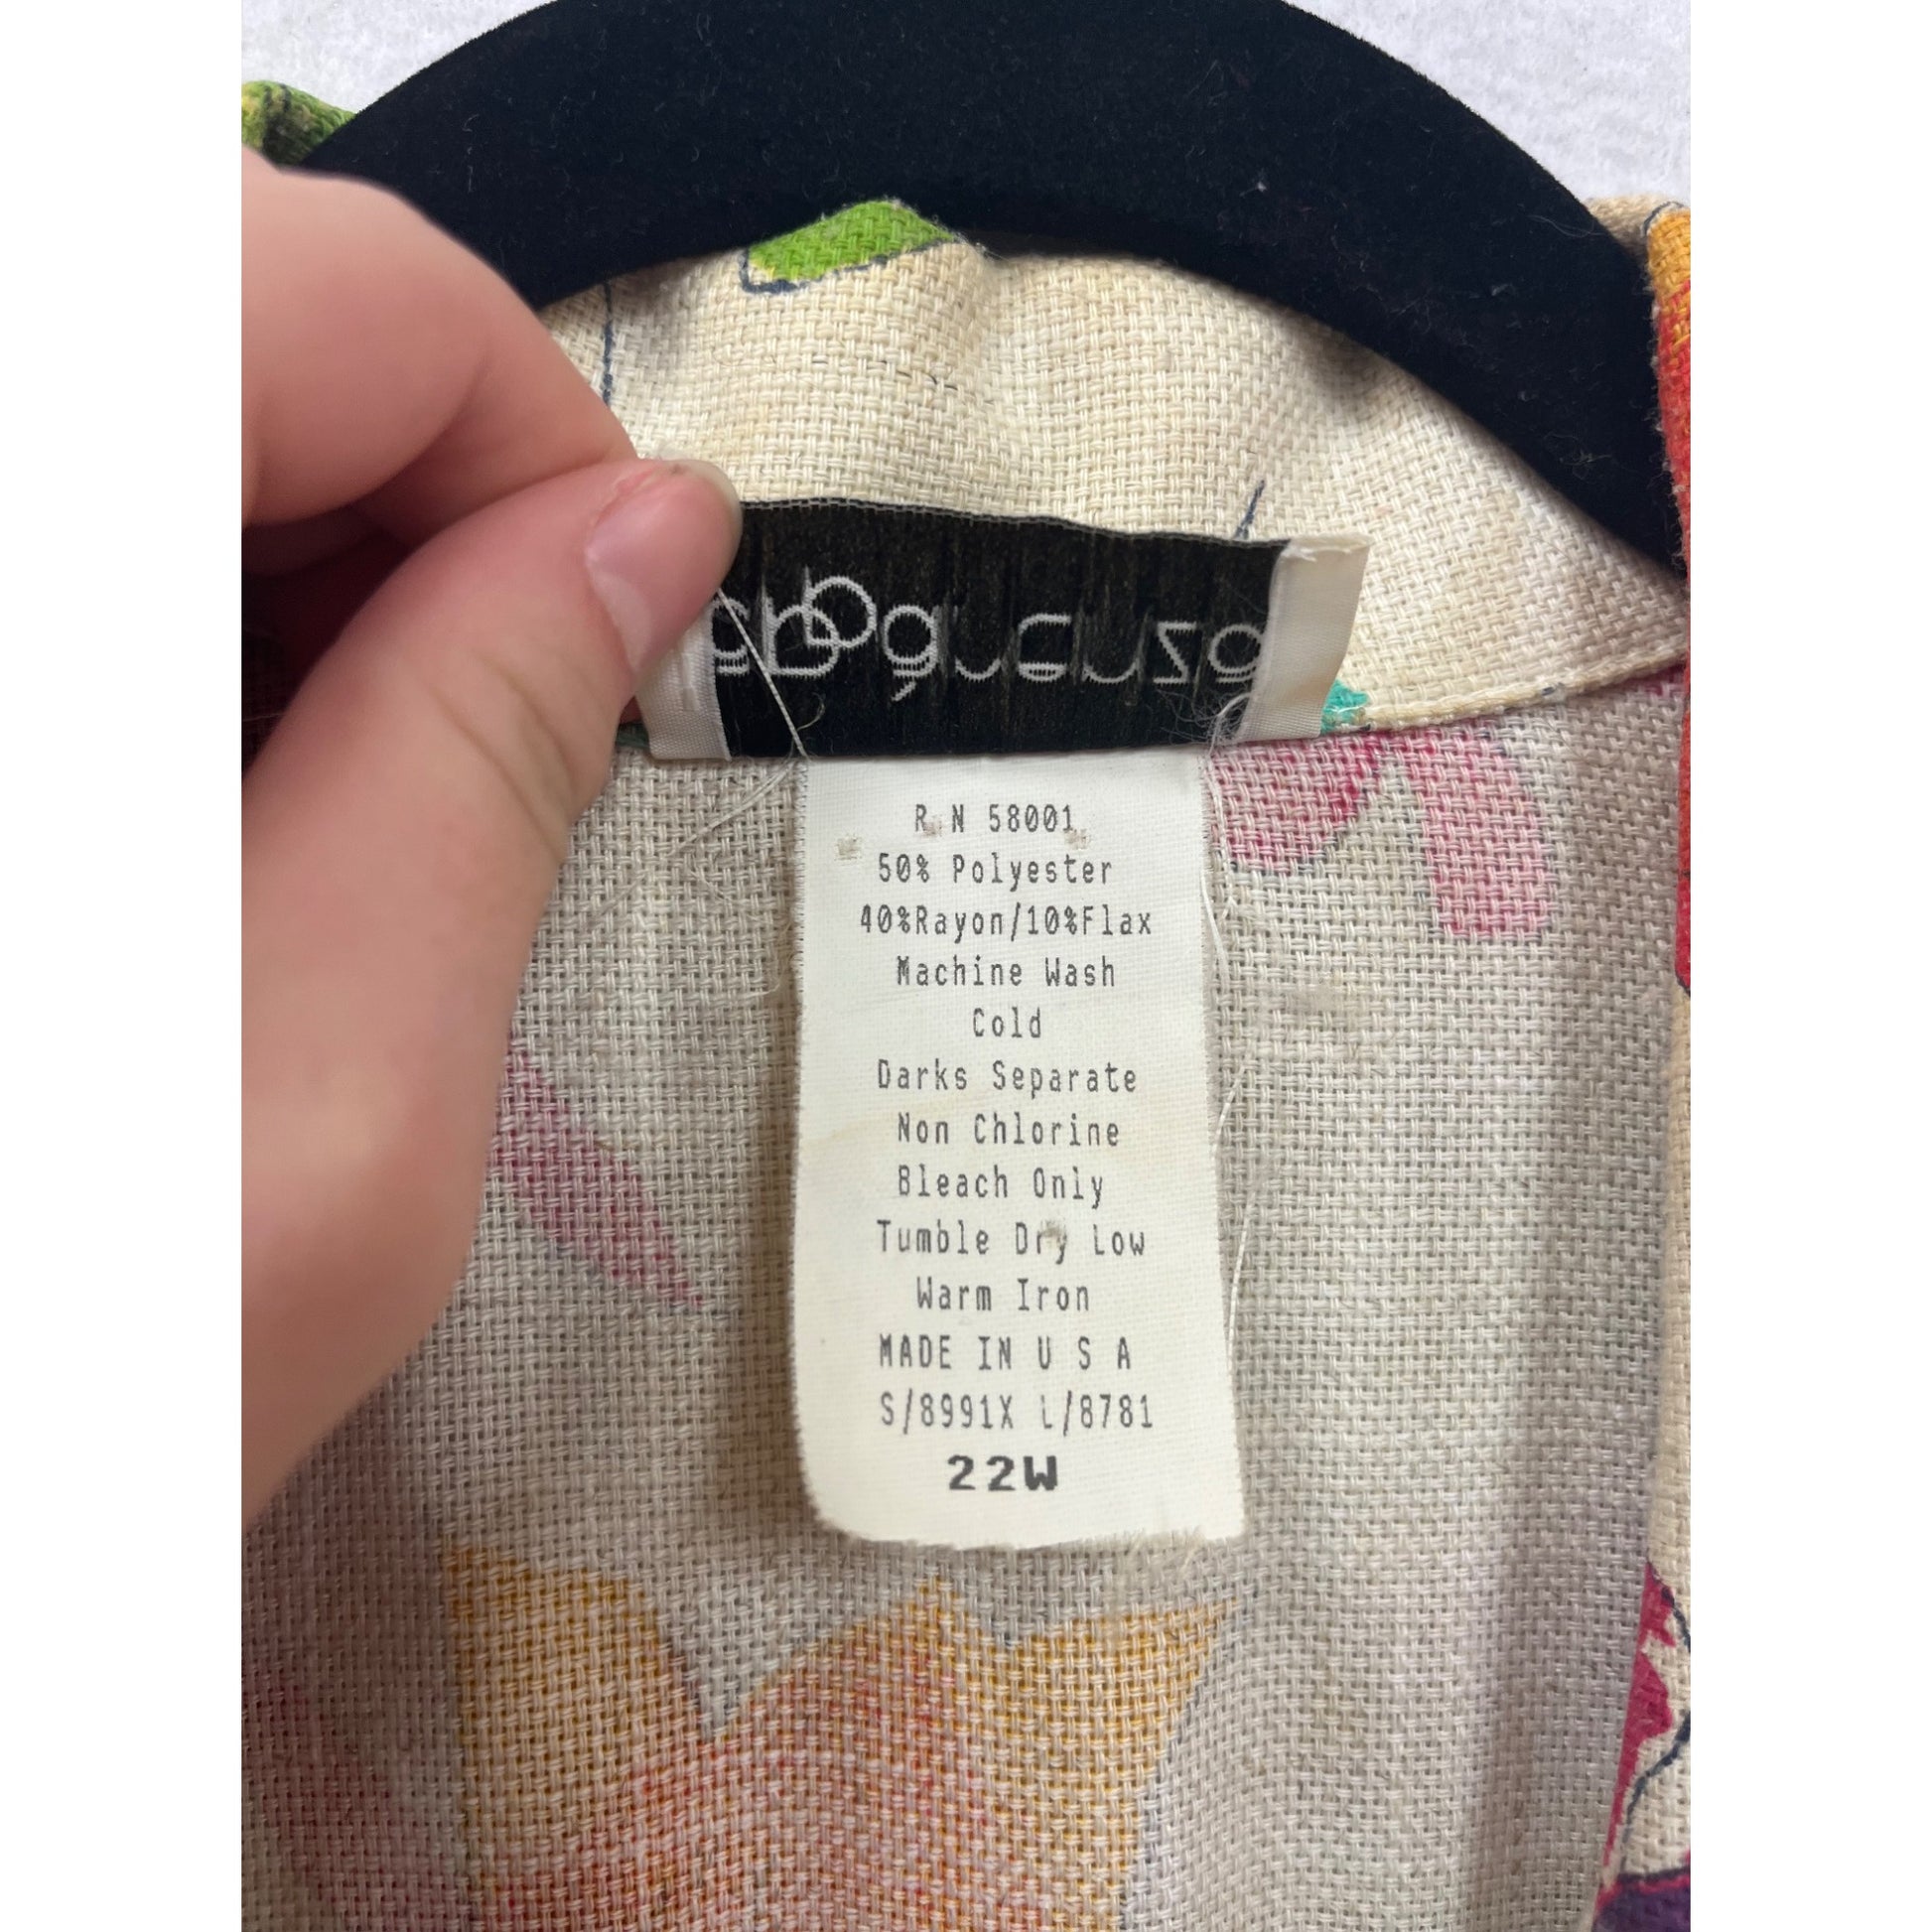 R N 58001
50% Polyester
40%Rayon/10%Flax
Machine Wash
Cold
Darks Separate
Non Chlorine
Bleach Only
Tumble Dry Low
Warm Iron
MADE IN U S A
S/8991X L/8781
22W